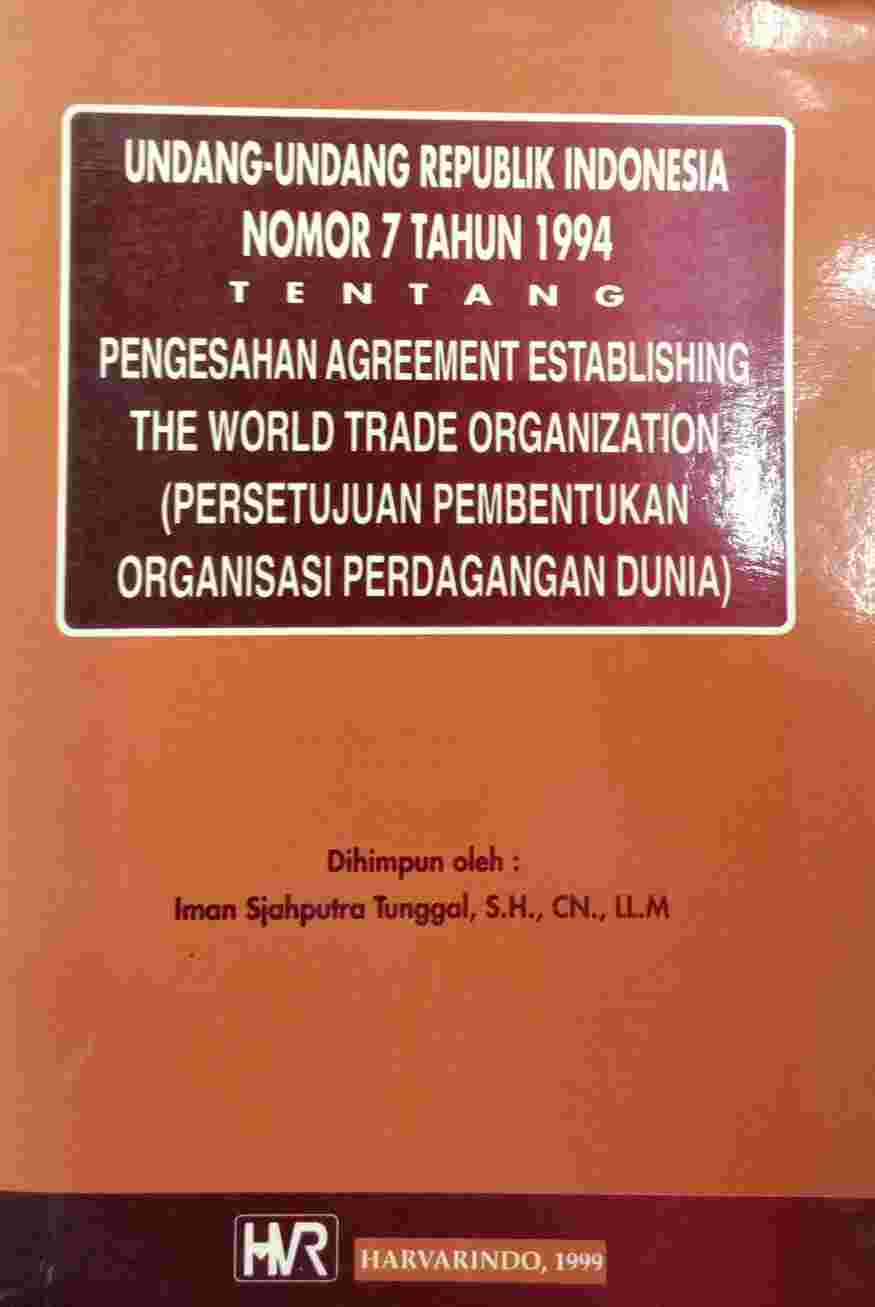 UNDANG-UNDANG REPUBLIK INDONESIA
NOMOR 7 TAHUN 1994
TENTANG
PENGESAHAN AGREEMENT ESTABLISHING
THE WORLD TRADE ORGANIZATION
(PERSETUJUAN PEMBENTUKAN
ORGANISASI PERDAGANGAN DUNIA)
Dihimpun oleh :
Iman Sjahputra Tunggal, S.H., CN., LL.M
HVR HARVARINDO, 1999